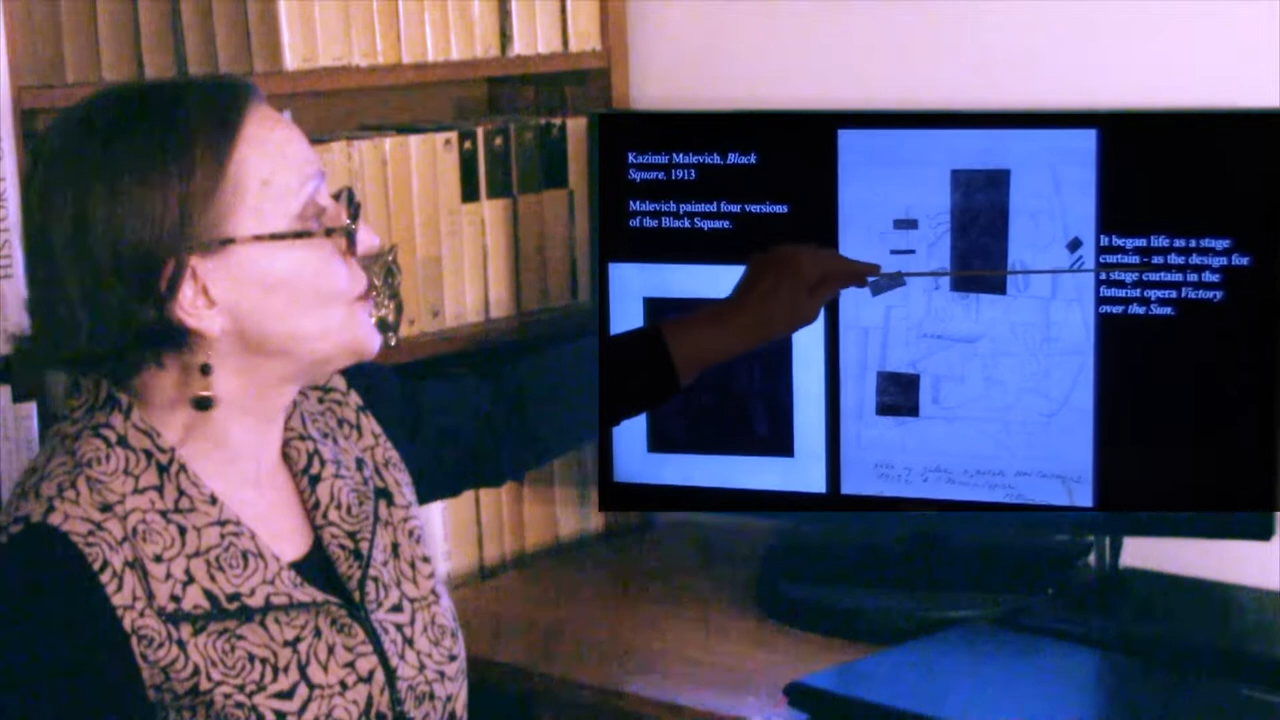 HISTORY
Kazimir Malevich, Black
Square, 1913
Malevich painted four versions
of the Black Square.
It began life as a stage
curtain - as the design for
a stage curtain in the
futurist opera Victory
over the Sun.